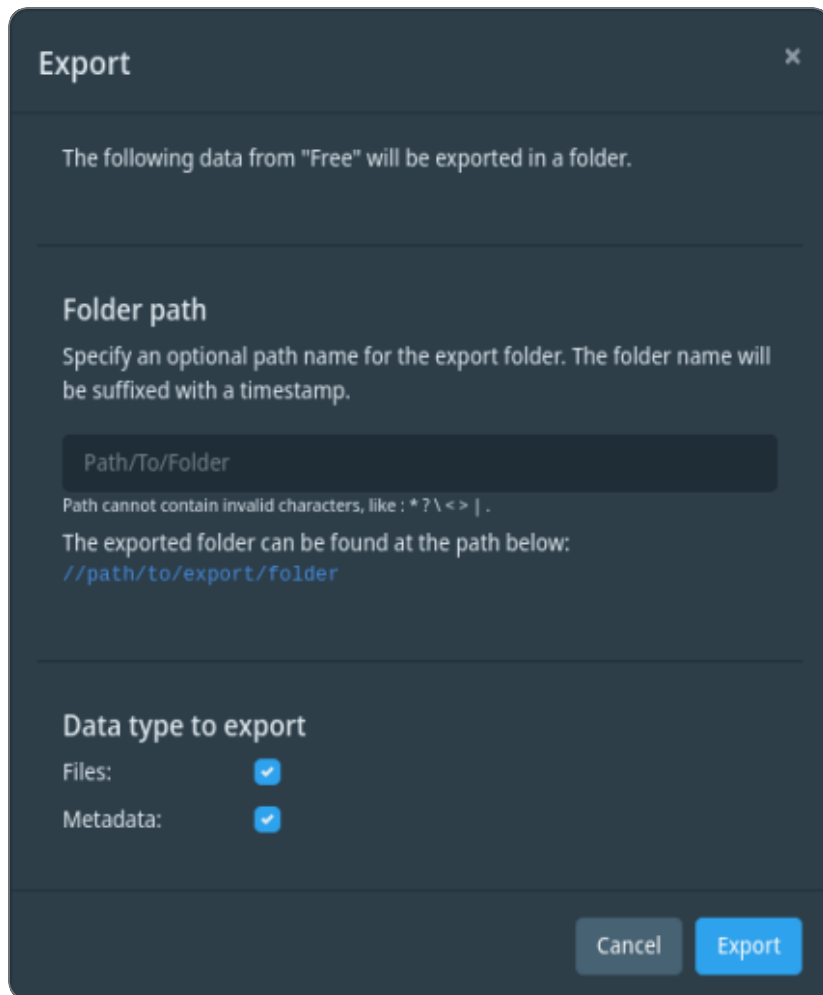 Export
×
The following data from "Free" will be exported in a folder.
Folder path
Specify an optional path name for the export folder. The folder name will
be suffixed with a timestamp.
Path/To/Folder
Path cannot contain invalid characters, like : * ? \ < > | .
The exported folder can be found at the path below:
//path/to/export/folder
Data type to export
Files:
Metadada:
Cancel Export